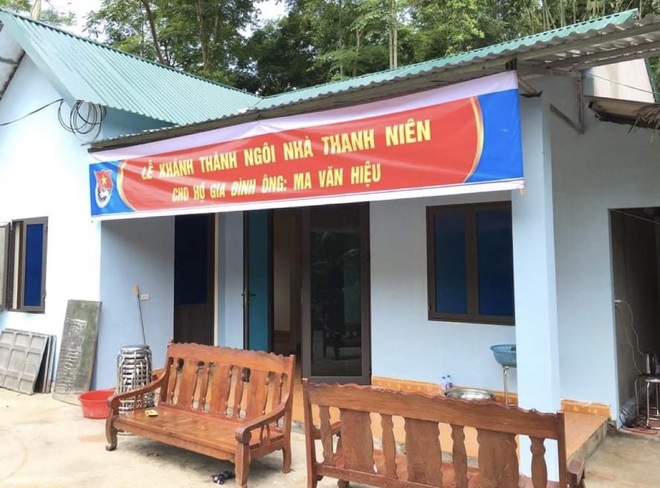 LỄ KHÁNH THÀNH NGÔI NHÀ THANH NIÊN
CHO HỘ GIA ĐÌNH ÔNG: MA VĂN HIỆU